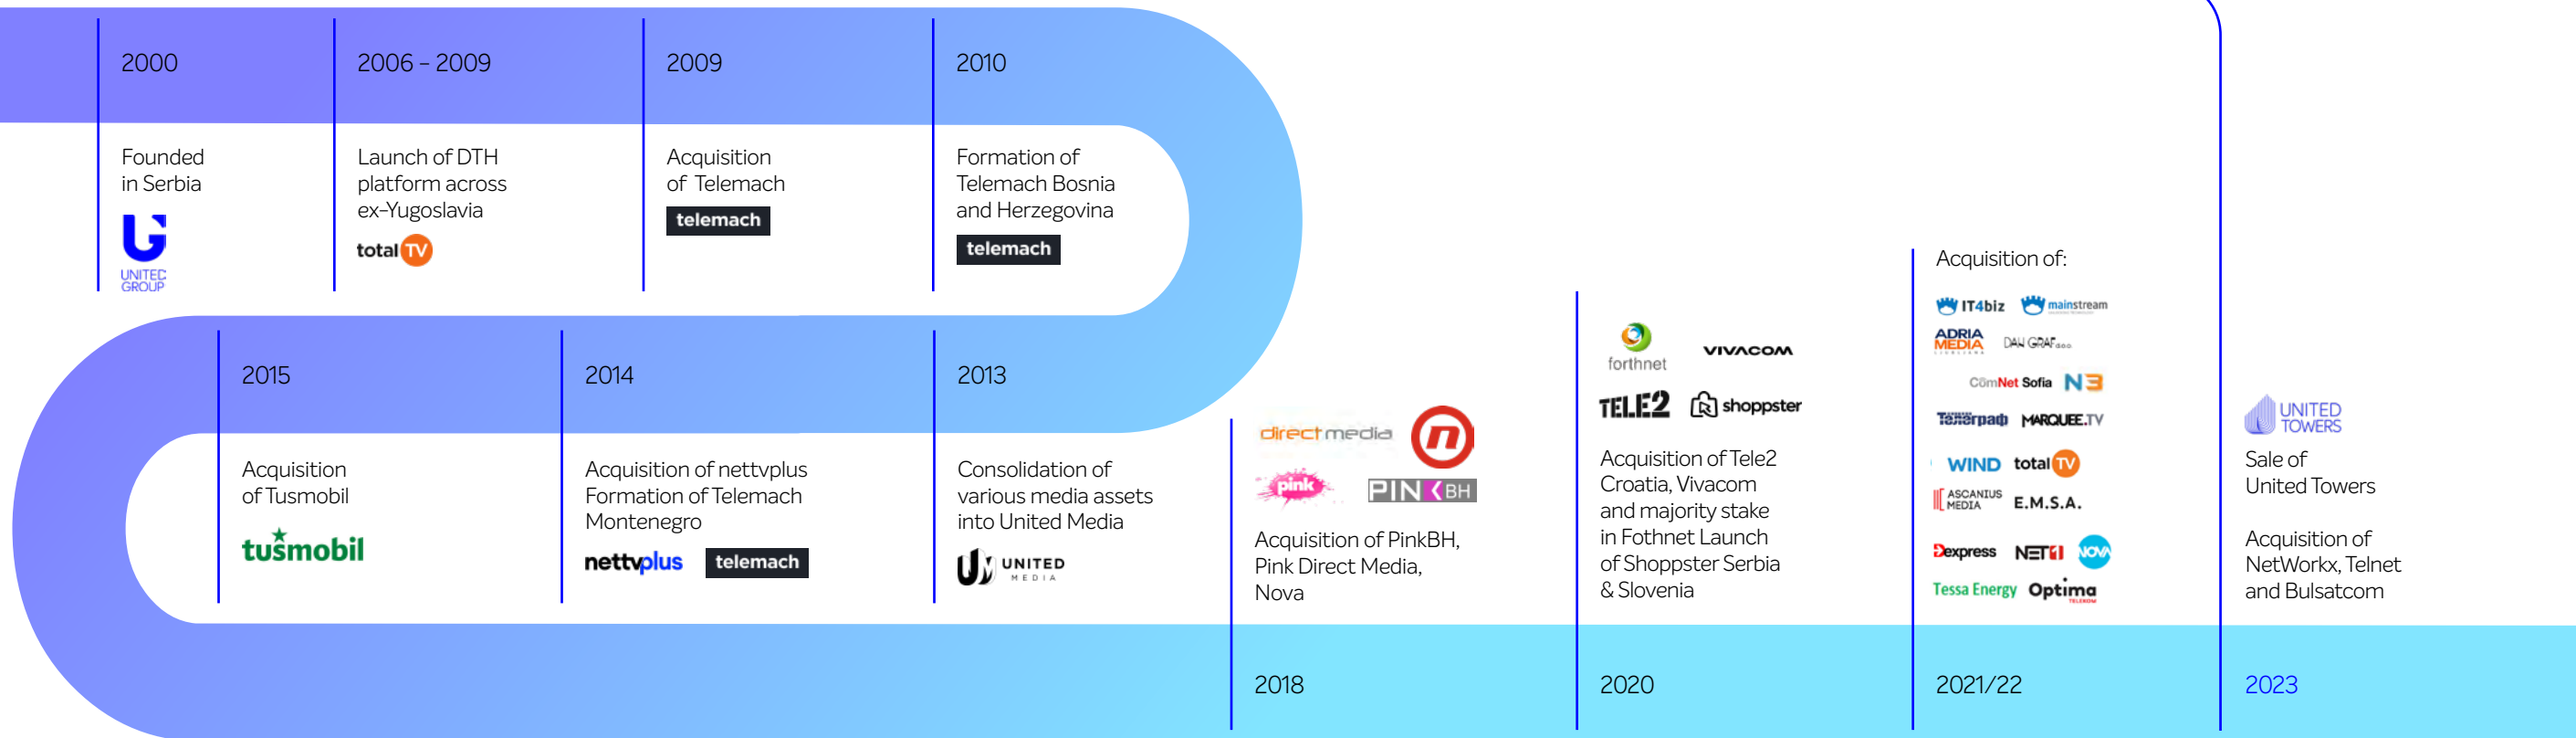 2000
Founded
in Serbia
UNITED
GROUP
2006 – 2009
Launch of DTH
platform across
ex-Yugoslavia
total TV
2009
Acquisition
of Telemach
telemach
2010
Formation of
Telemach Bosnia
and Herzegovina
telemach
2013
Consolidation of
various media assets
into United Media
UM UNITED
MEDIA
2014
Acquisition of nettvplus
Formation of Telemach
Montenegro
nettvplus telemach
2015
Acquisition
of Tusmobil
tušmobil
2018
direct media n
pink PINK BH
Acquisition of PinkBH,
Pink Direct Media,
Nova
2020
forthnet VIVACOM
TELE2 shoppster
Acquisition of Tele2
Croatia, Vivacom
and majority stake
in Fothnet Launch
of Shoppster Serbia
& Slovenia
2021/22
Acquisition of:
IT4biz mainstream
ADRIA
MEDIA
LJUBLJANA
DAN GRAF d.o.o.
ComNet Sofia N3
Телеграф MARQUEE.TV
WIND total TV
ASCANIUS
MEDIA
E.M.S.A.
Dexpress NET1 NOVA
Tessa Energy Optima
TELEKOM
2023
UNITED
TOWERS
Sale of
United Towers
Acquisition of
NetWorkx, Telnet
and Bulsatcom